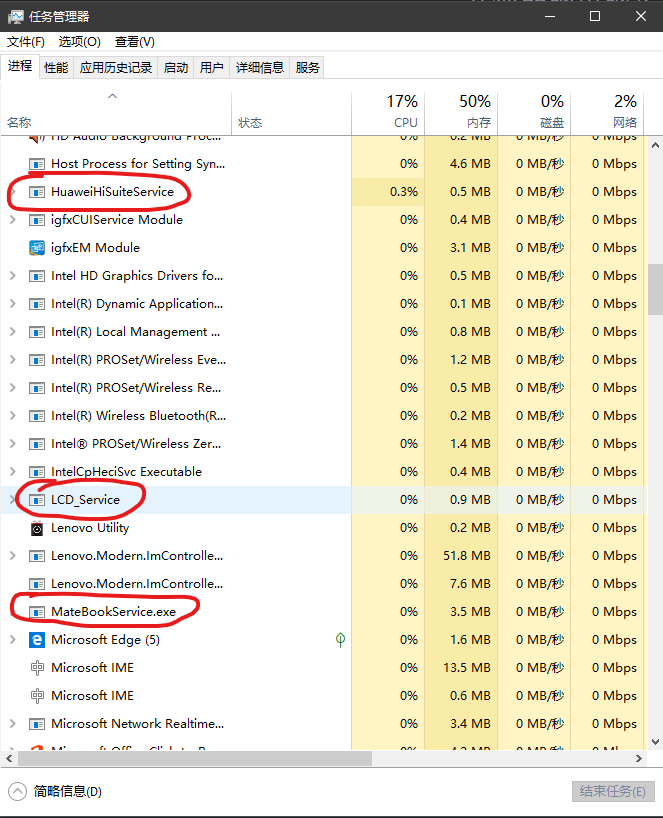 任务管理器
文件(F) 选项(O) 查看(V)
进程 性能 应用历史记录 启动 用户 详细信息 服务
17% 50% 0% 2%
名称 状态 CPU 内存 磁盘 网络
HD Audio Background Proc... 0% 0.2 MB 0 MB/秒 0 Mbps
Host Process for Setting Syn... 0% 4.6 MB 0 MB/秒 0 Mbps
HuaweiHiSuiteService 0.3% 0.5 MB 0 MB/秒 0 Mbps
igfxCUIService Module 0% 0.4 MB 0 MB/秒 0 Mbps
igfxEM Module 0% 3.1 MB 0 MB/秒 0 Mbps
Intel HD Graphics Drivers fo... 0% 0.5 MB 0 MB/秒 0 Mbps
Intel(R) Dynamic Application... 0% 0.1 MB 0 MB/秒 0 Mbps
Intel(R) Local Management ... 0% 0.8 MB 0 MB/秒 0 Mbps
Intel(R) PROSet/Wireless Eve... 0% 1.2 MB 0 MB/秒 0 Mbps
Intel(R) PROSet/Wireless Re... 0% 0.5 MB 0 MB/秒 0 Mbps
Intel(R) Wireless Bluetooth(R... 0% 0.2 MB 0 MB/秒 0 Mbps
Intel® PROSet/Wireless Zer... 0% 1.4 MB 0 MB/秒 0 Mbps
IntelCpHeciSvc Executable 0% 0.4 MB 0 MB/秒 0 Mbps
LCD_Service 0% 0.9 MB 0 MB/秒 0 Mbps
Lenovo Utility 0% 0.2 MB 0 MB/秒 0 Mbps
Lenovo.Modern.ImControlle... 0% 51.8 MB 0 MB/秒 0 Mbps
Lenovo.Modern.ImControlle... 0% 7.6 MB 0 MB/秒 0 Mbps
MateBookService.exe 0% 3.5 MB 0 MB/秒 0 Mbps
Microsoft Edge (5) 0% 1.6 MB 0 MB/秒 0 Mbps
Microsoft IME 0% 13.5 MB 0 MB/秒 0 Mbps
Microsoft IME 0% 0.6 MB 0 MB/秒 0 Mbps
Microsoft Network Realtime... 0% 3.4 MB 0 MB/秒 0 Mbps
简略信息(D) 结束任务(E)